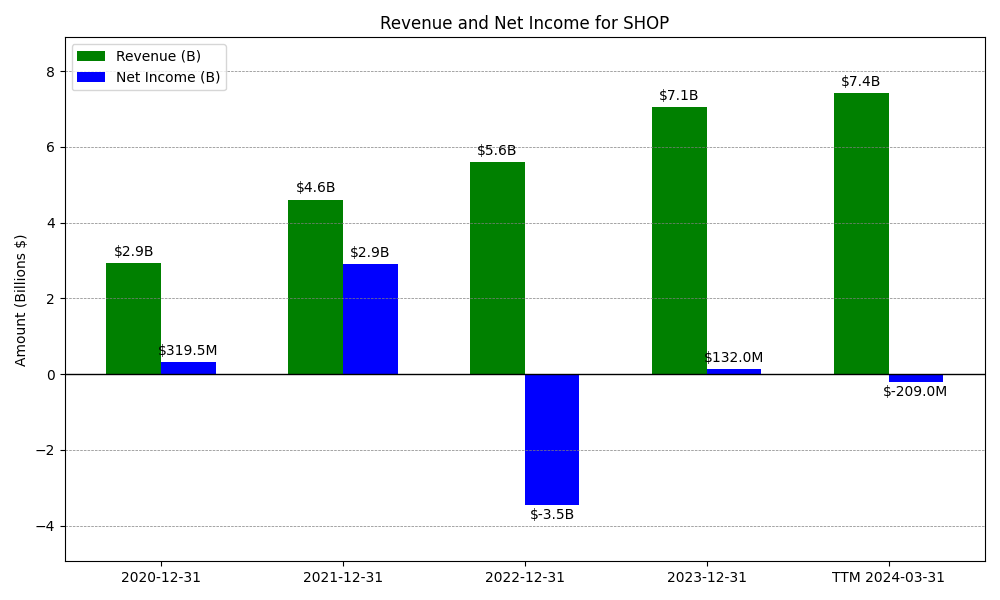 Revenue and Net Income for SHOP
Revenue (B)
Net Income (B)
Amount (Billions $)
8
6
4
2
0
−2
−4
$2.9B
$319.5M
$4.6B
$2.9B
$5.6B
$-3.5B
$7.1B
$132.0M
$7.4B
$-209.0M
2020-12-31
2021-12-31
2022-12-31
2023-12-31
TTM 2024-03-31